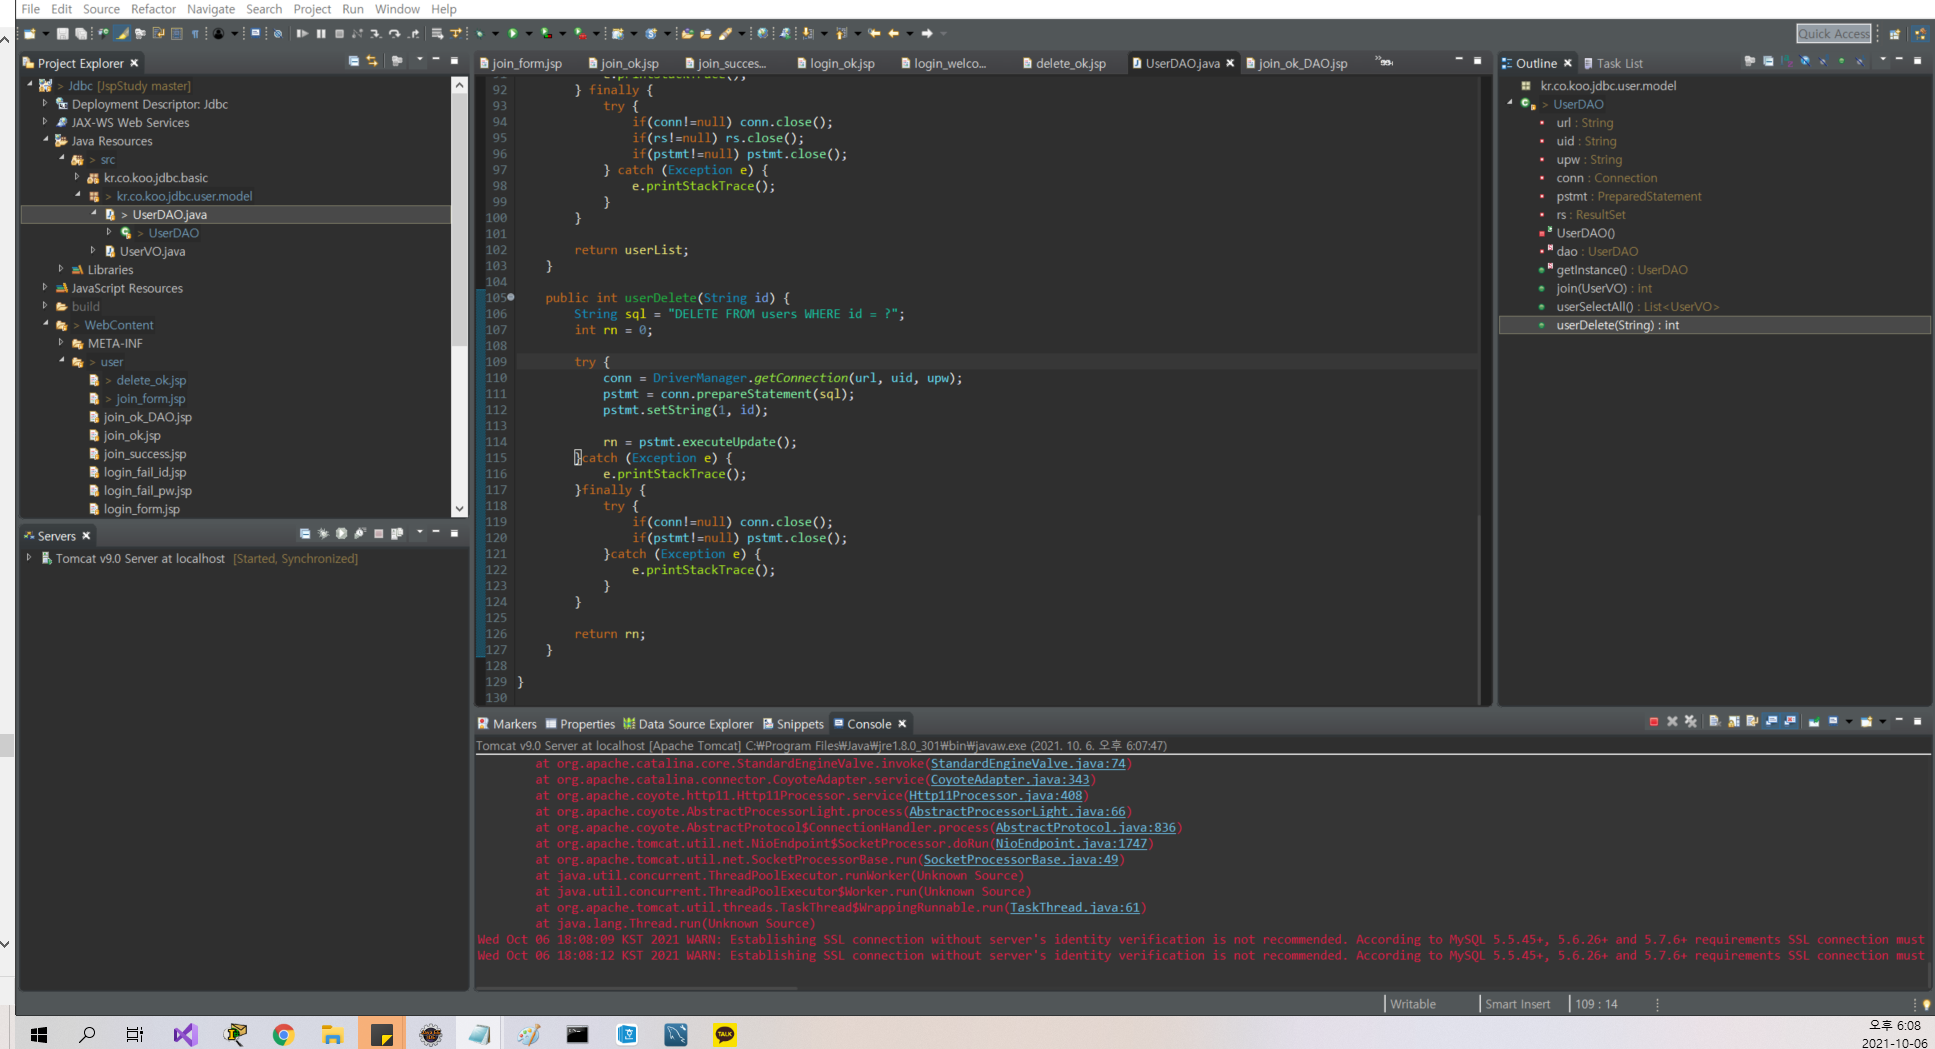 File Edit Source Refactor Navigate Search Project Run Window Help
Quick Access
Project Explorer
> Jdbc [JspStudy master]
Deployment Descriptor: Jdbc
JAX-WS Web Services
Java Resources
> src
kr.co.koo.jdbc.basic
> kr.co.koo.jdbc.user.model
> UserDAO.java
> UserDAO
UserVO.java
Libraries
JavaScript Resources
build
> WebContent
META-INF
> user
> delete_ok.jsp
> join_form.jsp
join_ok_DAO.jsp
join_ok.jsp
join_success.jsp
login_fail_id.jsp
login_fail_pw.jsp
login_form.jsp
Servers
Tomcat v9.0 Server at localhost [Started, Synchronized]
join_form.jsp join_ok.jsp join_succes... login_ok.jsp login_welco... delete_ok.jsp UserDAO.java join_ok_DAO.jsp
91 e.printStackTrace();
92 } finally {
93 try {
94 if(conn!=null) conn.close();
95 if(rs!=null) rs.close();
96 if(pstmt!=null) pstmt.close();
97 } catch (Exception e) {
98 e.printStackTrace();
99 }
100 }
101
102 return userList;
103 }
104
105 public int userDelete(String id) {
106 String sql = "DELETE FROM users WHERE id = ?";
107 int rn = 0;
108
109 try {
110 conn = DriverManager.getConnection(url, uid, upw);
111 pstmt = conn.prepareStatement(sql);
112 pstmt.setString(1, id);
113
114 rn = pstmt.executeUpdate();
115 }catch (Exception e) {
116 e.printStackTrace();
117 }finally {
118 try {
119 if(conn!=null) conn.close();
120 if(pstmt!=null) pstmt.close();
121 }catch (Exception e) {
122 e.printStackTrace();
123 }
124 }
125
126 return rn;
127 }
128
129 }
130
Outline Task List
kr.co.koo.jdbc.user.model
> UserDAO
url : String
uid : String
upw : String
conn : Connection
pstmt : PreparedStatement
rs : ResultSet
UserDAO()
dao : UserDAO
getInstance() : UserDAO
join(UserVO) : int
userSelectAll() : List<UserVO>
userDelete(String) : int
Markers Properties Data Source Explorer Snippets Console
Tomcat v9.0 Server at localhost [Apache Tomcat] C:₩Program Files₩Java₩jre1.8.0_301₩bin₩javaw.exe (2021. 10. 6. 오후 6:07:47)
at org.apache.catalina.core.StandardEngineValve.invoke(StandardEngineValve.java:74)
at org.apache.catalina.connector.CoyoteAdapter.service(CoyoteAdapter.java:343)
at org.apache.coyote.http11.Http11Processor.service(Http11Processor.java:408)
at org.apache.coyote.AbstractProcessorLight.process(AbstractProcessorLight.java:66)
at org.apache.coyote.AbstractProtocol$ConnectionHandler.process(AbstractProtocol.java:836)
at org.apache.tomcat.util.net.NioEndpoint$SocketProcessor.doRun(NioEndpoint.java:1747)
at org.apache.tomcat.util.net.SocketProcessorBase.run(SocketProcessorBase.java:49)
at java.util.concurrent.ThreadPoolExecutor.runWorker(Unknown Source)
at java.util.concurrent.ThreadPoolExecutor$Worker.run(Unknown Source)
at org.apache.tomcat.util.threads.TaskThread$WrappingRunnable.run(TaskThread.java:61)
at java.lang.Thread.run(Unknown Source)
Wed Oct 06 18:08:09 KST 2021 WARN: Establishing SSL connection without server's identity verification is not recommended. According to MySQL 5.5.45+, 5.6.26+ and 5.7.6+ requirements SSL connection must
Wed Oct 06 18:08:12 KST 2021 WARN: Establishing SSL connection without server's identity verification is not recommended. According to MySQL 5.5.45+, 5.6.26+ and 5.7.6+ requirements SSL connection must
Writable Smart Insert 109 : 14
TALK
오후 6:08
2021-10-06